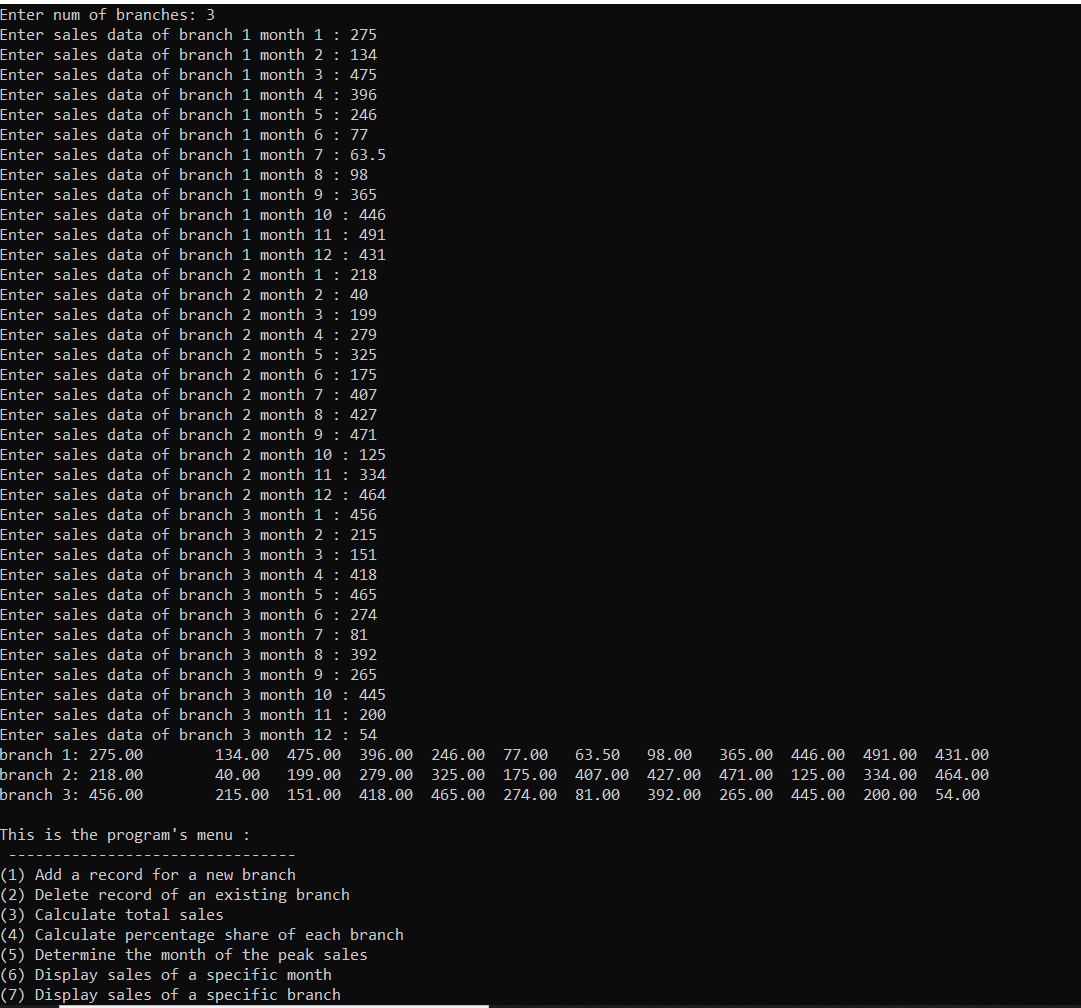 Enter num of branches: 3
Enter sales data of branch 1 month 1 : 275
Enter sales data of branch 1 month 2 : 134
Enter sales data of branch 1 month 3 : 475
Enter sales data of branch 1 month 4 : 396
Enter sales data of branch 1 month 5 : 246
Enter sales data of branch 1 month 6 : 77
Enter sales data of branch 1 month 7 : 63.5
Enter sales data of branch 1 month 8 : 98
Enter sales data of branch 1 month 9 : 365
Enter sales data of branch 1 month 10 : 446
Enter sales data of branch 1 month 11 : 491
Enter sales data of branch 1 month 12 : 431
Enter sales data of branch 2 month 1 : 218
Enter sales data of branch 2 month 2 : 40
Enter sales data of branch 2 month 3 : 199
Enter sales data of branch 2 month 4 : 279
Enter sales data of branch 2 month 5 : 325
Enter sales data of branch 2 month 6 : 175
Enter sales data of branch 2 month 7 : 407
Enter sales data of branch 2 month 8 : 427
Enter sales data of branch 2 month 9 : 471
Enter sales data of branch 2 month 10 : 125
Enter sales data of branch 2 month 11 : 334
Enter sales data of branch 2 month 12 : 464
Enter sales data of branch 3 month 1 : 456
Enter sales data of branch 3 month 2 : 215
Enter sales data of branch 3 month 3 : 151
Enter sales data of branch 3 month 4 : 418
Enter sales data of branch 3 month 5 : 465
Enter sales data of branch 3 month 6 : 274
Enter sales data of branch 3 month 7 : 81
Enter sales data of branch 3 month 8 : 392
Enter sales data of branch 3 month 9 : 265
Enter sales data of branch 3 month 10 : 445
Enter sales data of branch 3 month 11 : 200
Enter sales data of branch 3 month 12 : 54
branch 1: 275.00        134.00  475.00  396.00  246.00  77.00   63.50   98.00   365.00  446.00  491.00  431.00
branch 2: 218.00        40.00   199.00  279.00  325.00  175.00  407.00  427.00  471.00  125.00  334.00  464.00
branch 3: 456.00        215.00  151.00  418.00  465.00  274.00  81.00   392.00  265.00  445.00  200.00  54.00
This is the program's menu :
 --------------------------------
(1) Add a record for a new branch
(2) Delete record of an existing branch
(3) Calculate total sales
(4) Calculate percentage share of each branch
(5) Determine the month of the peak sales
(6) Display sales of a specific month
(7) Display sales of a specific branch